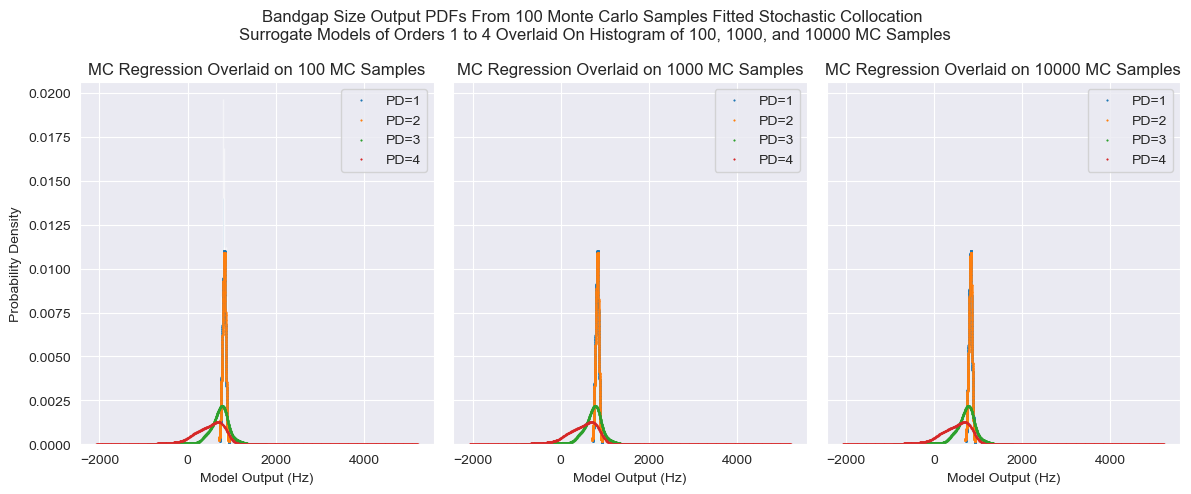 Bandgap Size Output PDFs From 100 Monte Carlo Samples Fitted Stochastic Collocation
Surrogate Models of Orders 1 to 4 Overlaid On Histogram of 100, 1000, and 10000 MC Samples
MC Regression Overlaid on 100 MC Samples
MC Regression Overlaid on 1000 MC Samples
MC Regression Overlaid on 10000 MC Samples
Probability Density
0.0200
0.0175
0.0150
0.0125
0.0100
0.0075
0.0050
0.0025
0.0000
PD=1
PD=2
PD=3
PD=4
PD=1
PD=2
PD=3
PD=4
PD=1
PD=2
PD=3
PD=4
−2000 0 2000 4000
−2000 0 2000 4000
−2000 0 2000 4000
Model Output (Hz)
Model Output (Hz)
Model Output (Hz)